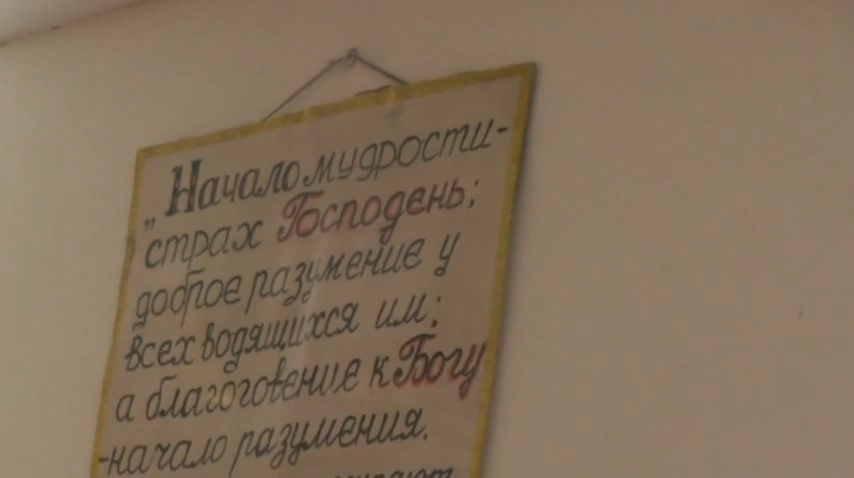 „Начало мудрости-
страх Господень;
доброе разумение у
всех водящихся им;
а благоговение к Богу
-начало разумения.